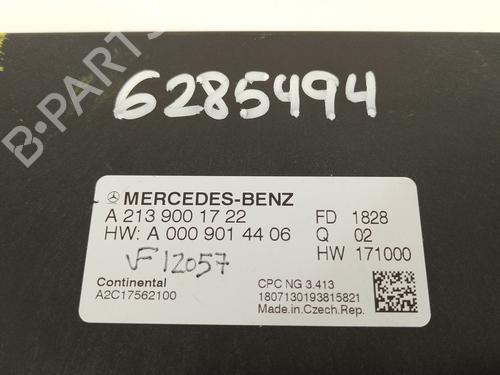 B-PARTS
6285494
MERCEDES-BENZ
A 213 900 17 22
FD 1828
HW: A 000 901 44 06
Q 02
VF12057
HW 171000
Continental
A2C17562100
CPC NG 3.413
1807130193815821
Made.in.Czech.Rep.